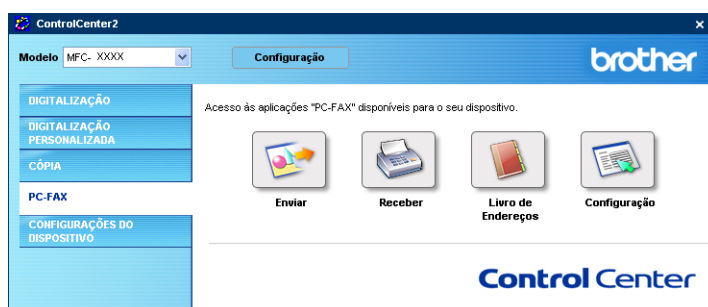 ControlCenter2
Modelo MFC- XXXX Configuração brother
DIGITALIZAÇÃO
DIGITALIZAÇÃO
PERSONALIZADA
CÓPIA
PC-FAX
CONFIGURAÇÕES DO
DISPOSITIVO
Acesso às aplicações "PC-FAX" disponíveis para o seu dispositivo.
Enviar Receber Livro de Configuração
Endereços
Control Center